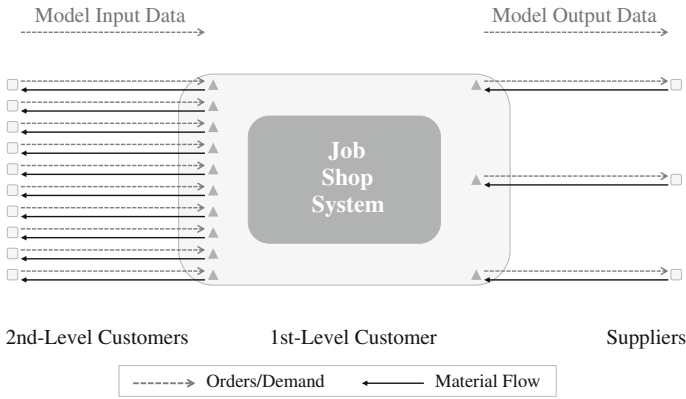 Model Input Data
Model Output Data
Job
Shop
System
2nd-Level Customers
1st-Level Customer
Suppliers
Orders/Demand
Material Flow